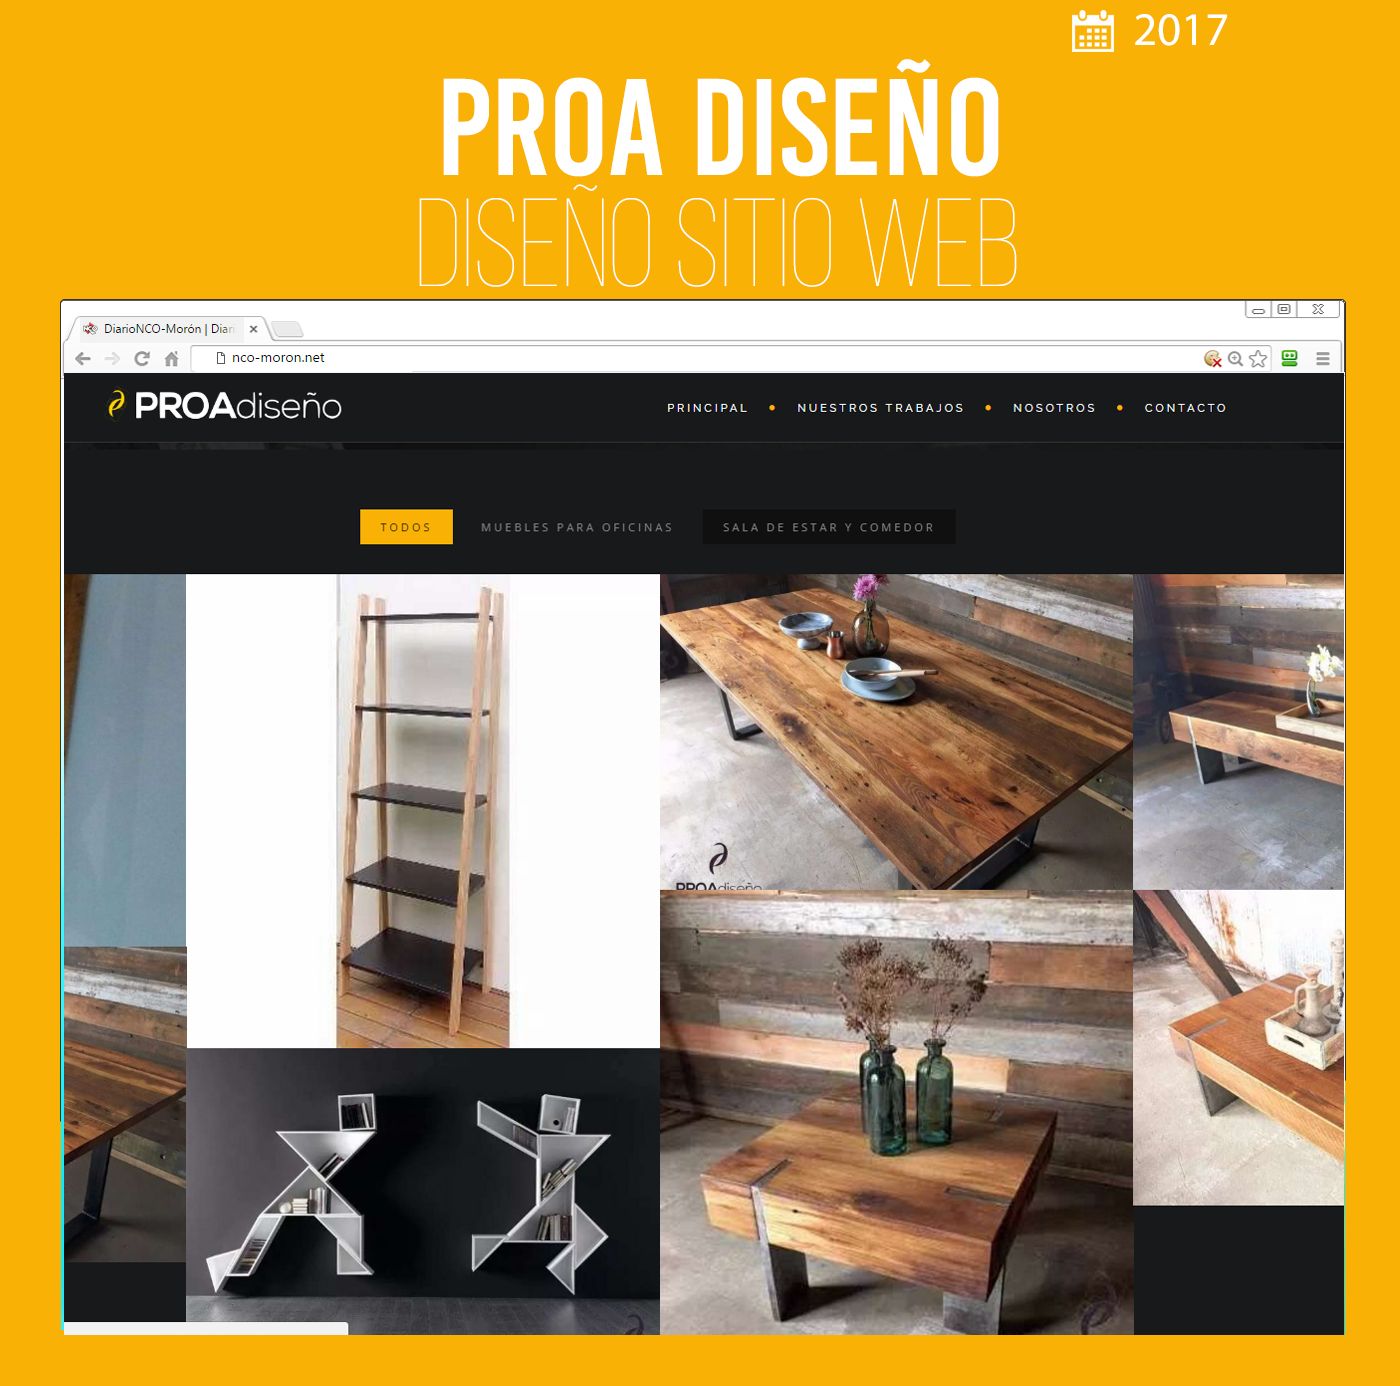 2017
PROA DISEÑO
DISEÑO SITIO WEB
DiarioNCO-Morón | Diari
nco-moron.net
PROAdiseño
PRINCIPAL • NUESTROS TRABAJOS • NOSOTROS • CONTACTO
TODOS MUEBLES PARA OFICINAS SALA DE ESTAR Y COMEDOR
PROAdiseño